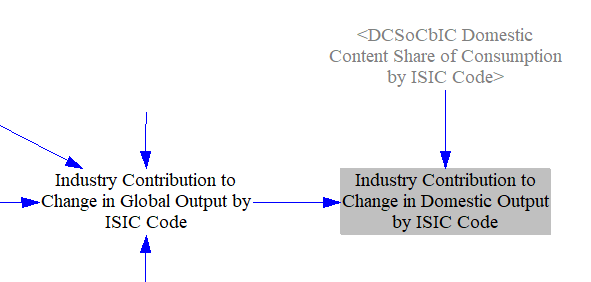 <DCSoCbIC Domestic
Content Share of Consumption
by ISIC Code>
Industry Contribution to
Change in Global Output by
ISIC Code
Industry Contribution to
Change in Domestic Output
by ISIC Code